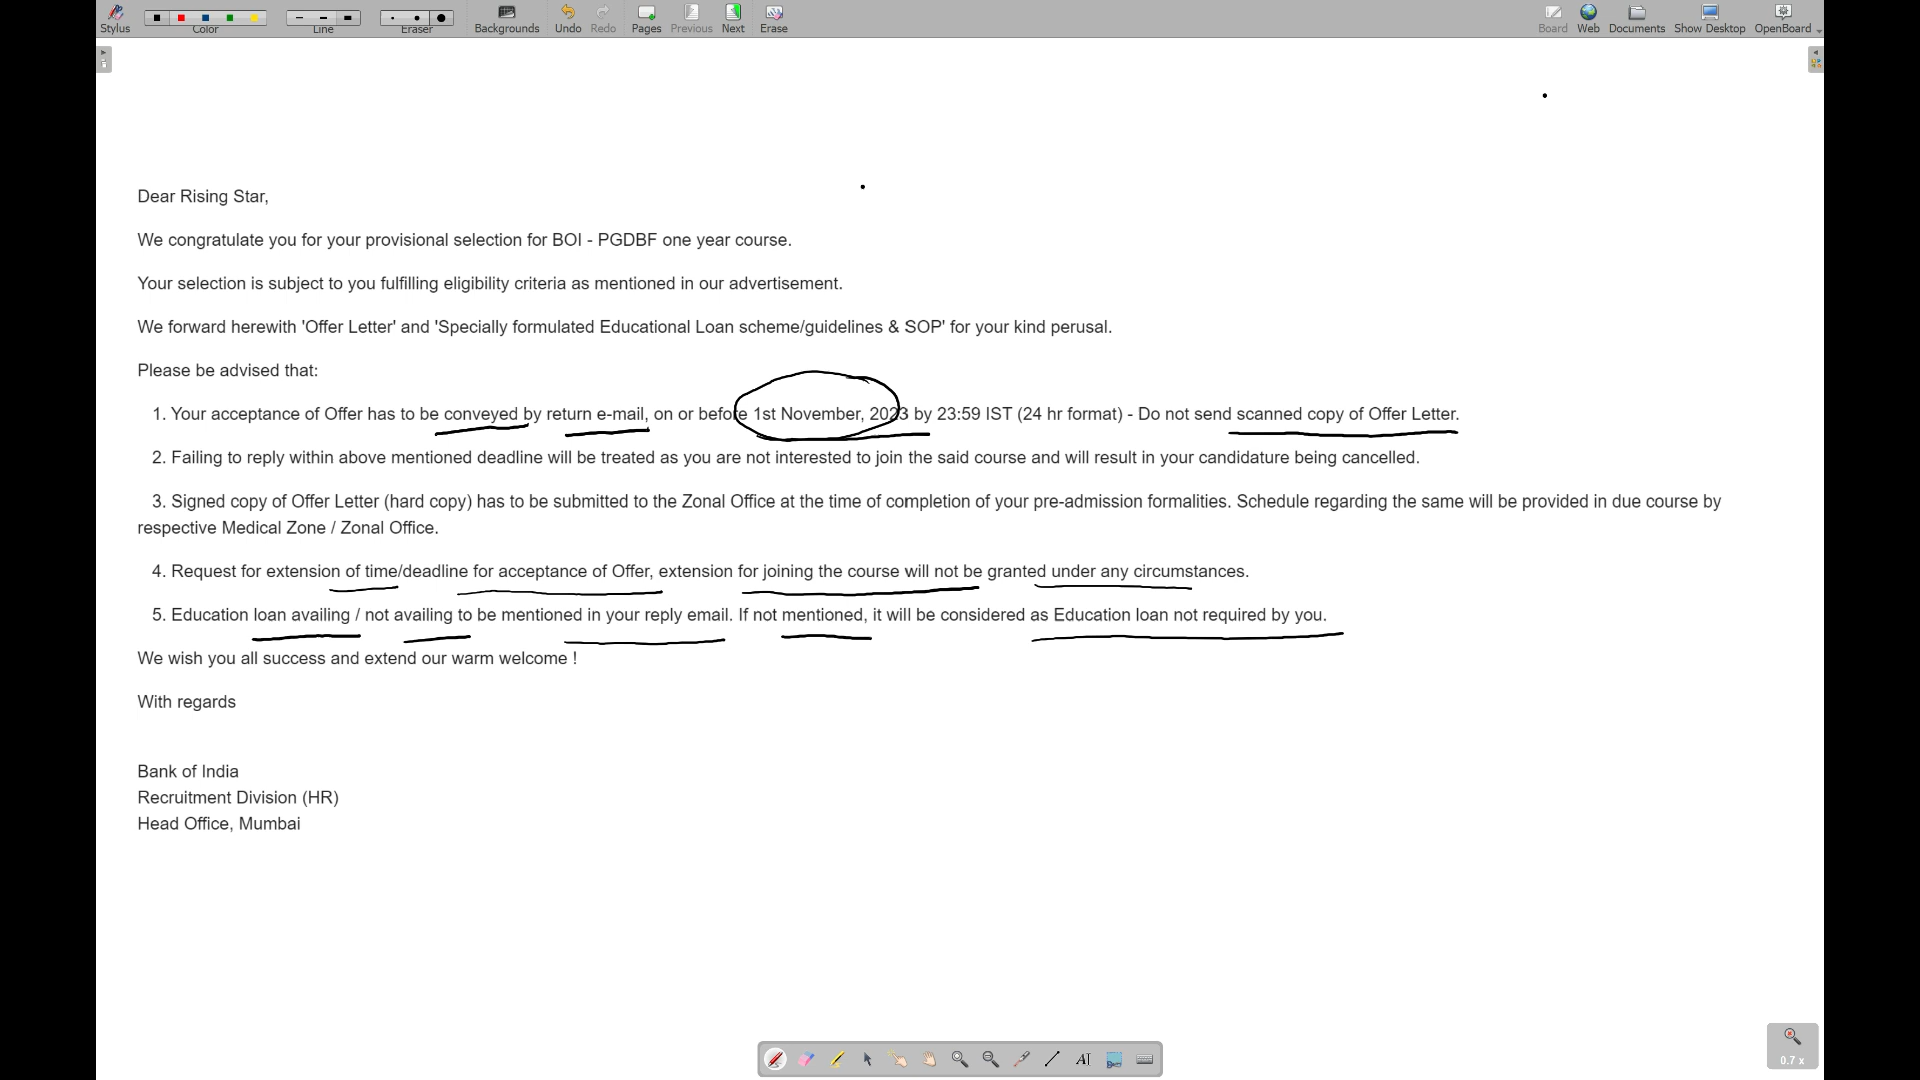 Stylus Color Line Eraser Backgrounds Undo Redo Pages Previous Next Erase Board Web Documents Show Desktop OpenBoard
Dear Rising Star,
We congratulate you for your provisional selection for BOI - PGDBF one year course.
Your selection is subject to you fulfilling eligibility criteria as mentioned in our advertisement.
We forward herewith 'Offer Letter' and 'Specially formulated Educational Loan scheme/guidelines & SOP' for your kind perusal.
Please be advised that:
1. Your acceptance of Offer has to be conveyed by return e-mail, on or before 1st November, 2023 by 23:59 IST (24 hr format) - Do not send scanned copy of Offer Letter.
2. Failing to reply within above mentioned deadline will be treated as you are not interested to join the said course and will result in your candidature being cancelled.
3. Signed copy of Offer Letter (hard copy) has to be submitted to the Zonal Office at the time of completion of your pre-admission formalities. Schedule regarding the same will be provided in due course by
respective Medical Zone / Zonal Office.
4. Request for extension of time/deadline for acceptance of Offer, extension for joining the course will not be granted under any circumstances.
5. Education loan availing / not availing to be mentioned in your reply email. If not mentioned, it will be considered as Education loan not required by you.
We wish you all success and extend our warm welcome !
With regards
Bank of India
Recruitment Division (HR)
Head Office, Mumbai
AI
0.7 x